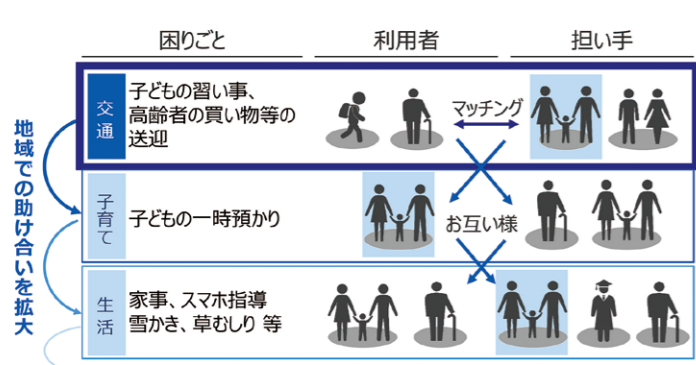 困りごと
利用者
担い手
地域での助け合いを拡大
交通
子どもの習い事、
高齢者の買い物等の
送迎
マッチング
子育て
子どもの一時預かり
お互い様
生活
家事、スマホ指導
雪かき、草むしり 等